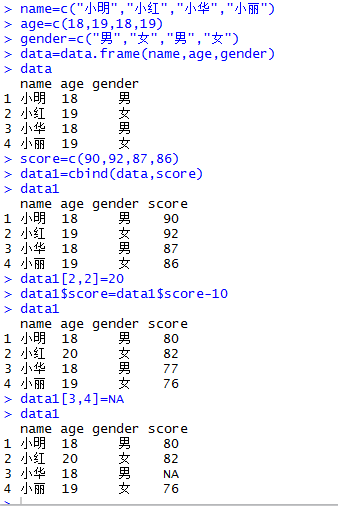 > name=c("小明","小红","小华","小丽")
> age=c(18,19,18,19)
> gender=c("男","女","男","女")
> data=data.frame(name,age,gender)
> data
  name age gender
1 小明  18     男
2 小红  19     女
3 小华  18     男
4 小丽  19     女
> score=c(90,92,87,86)
> data1=cbind(data,score)
> data1
  name age gender score
1 小明  18     男    90
2 小红  19     女    92
3 小华  18     男    87
4 小丽  19     女    86
> data1[2,2]=20
> data1$score=data1$score-10
> data1
  name age gender score
1 小明  18     男    80
2 小红  20     女    82
3 小华  18     男    77
4 小丽  19     女    76
> data1[3,4]=NA
> data1
  name age gender score
1 小明  18     男    80
2 小红  20     女    82
3 小华  18     男    NA
4 小丽  19     女    76
>